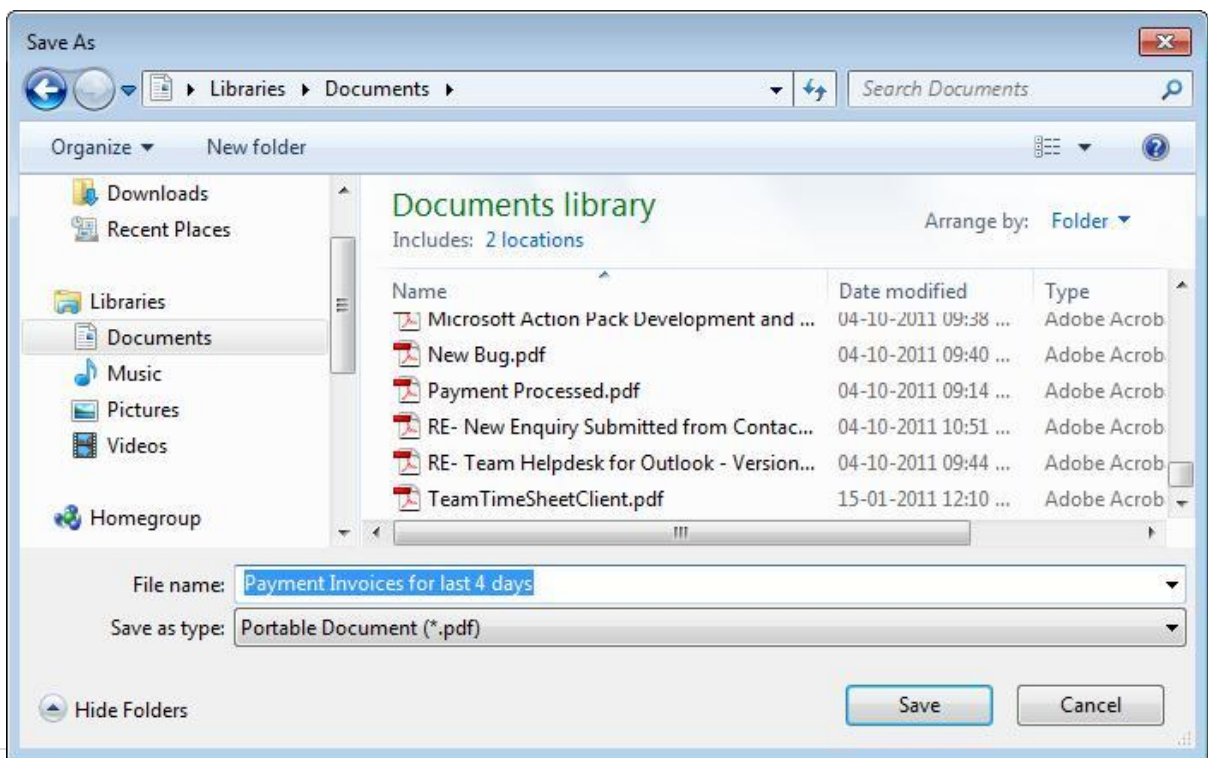 Save As
Libraries Documents
Search Documents
Organize New folder
Downloads
Recent Places
Libraries
Documents
Music
Pictures
Videos
Homegroup
Documents library
Includes: 2 locations
Arrange by: Folder
Name Date modified Type
Microsoft Action Pack Development and ... 04-10-2011 09:38 ... Adobe Acrob
New Bug.pdf 04-10-2011 09:40 ... Adobe Acrob
Payment Processed.pdf 04-10-2011 09:14 ... Adobe Acrob
RE- New Enquiry Submitted from Contac... 04-10-2011 10:51 ... Adobe Acrob
RE- Team Helpdesk for Outlook - Version... 04-10-2011 09:44 ... Adobe Acrob
TeamTimeSheetClient.pdf 15-01-2011 12:10 ... Adobe Acrob
File name: Payment Invoices for last 4 days
Save as type: Portable Document (*.pdf)
Hide Folders
Save Cancel